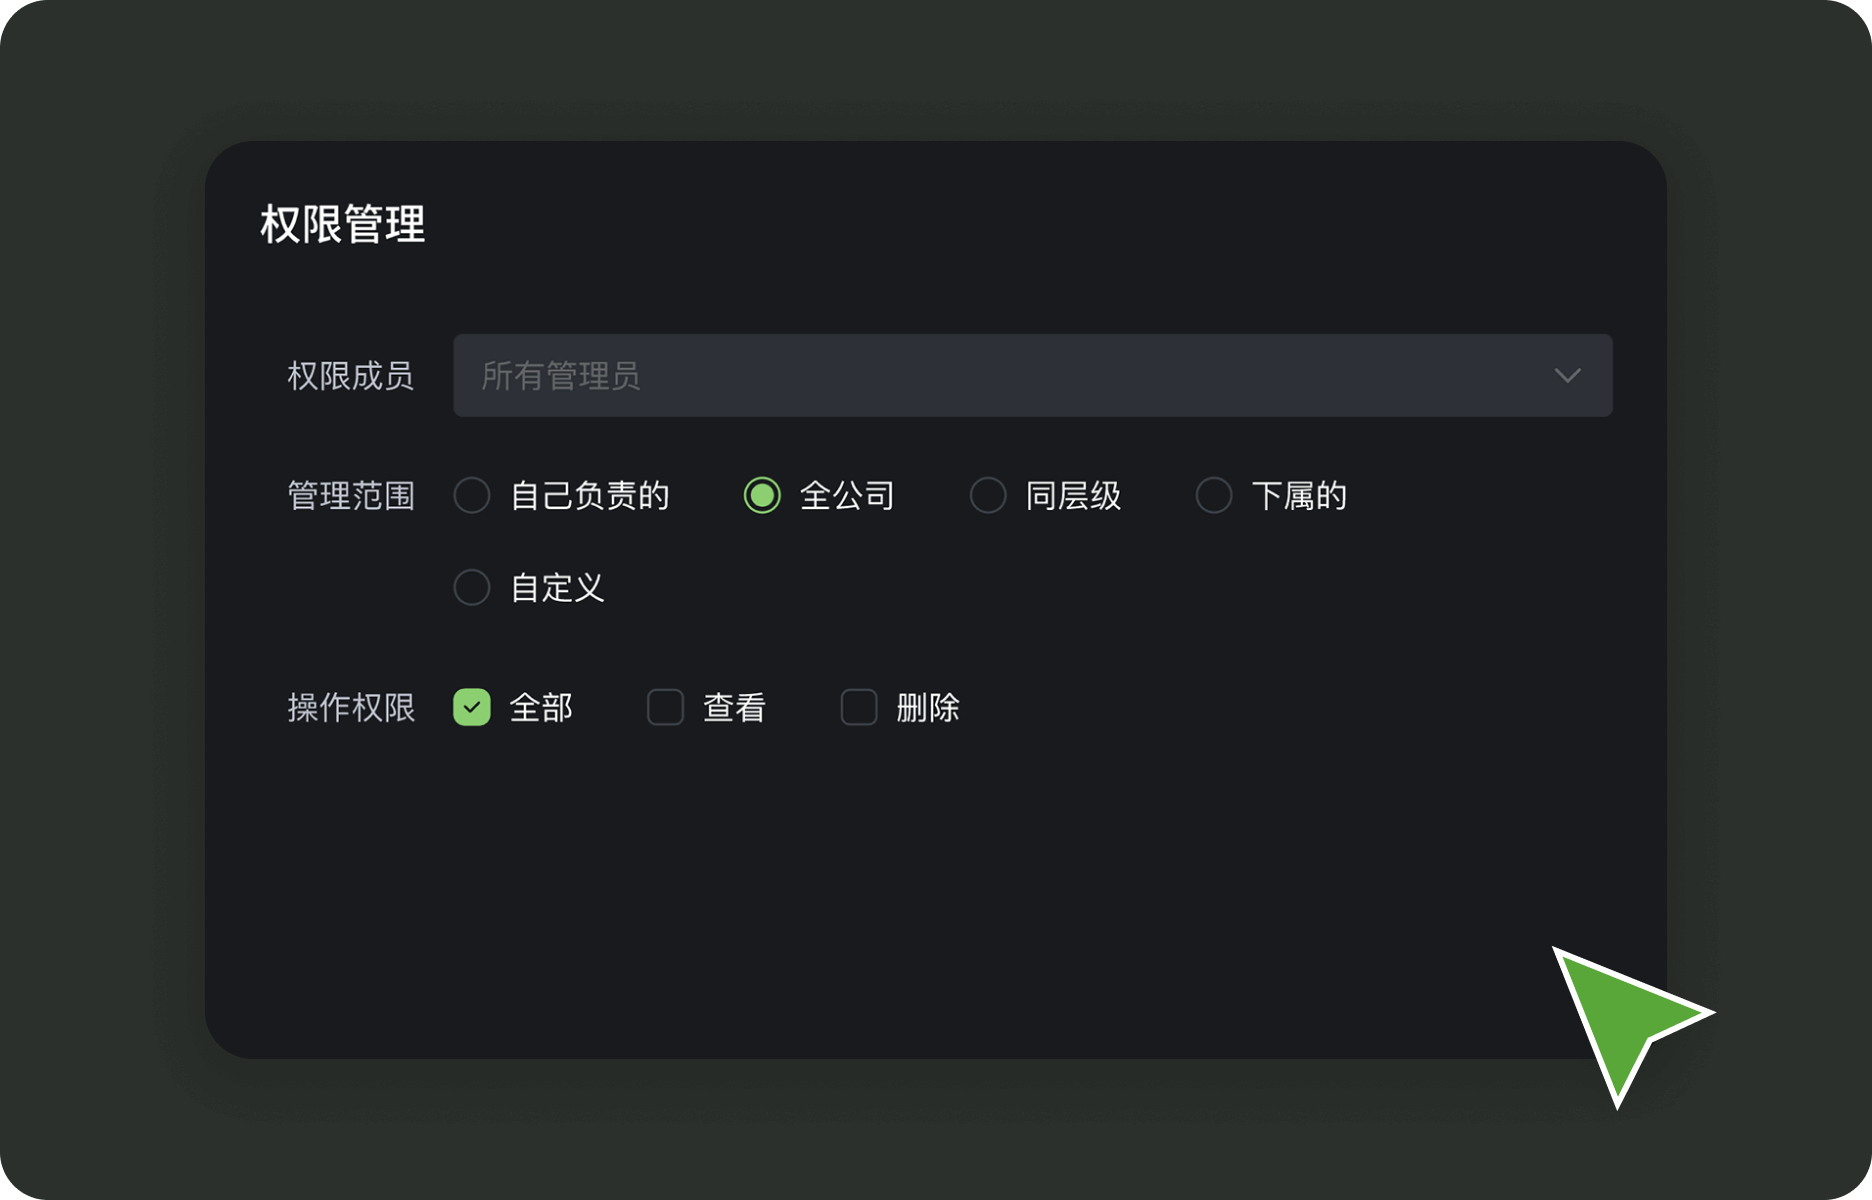 权限管理
权限成员 所有管理员
管理范围 自己负责的 全公司 同层级 下属的
自定义
操作权限 全部 查看 删除